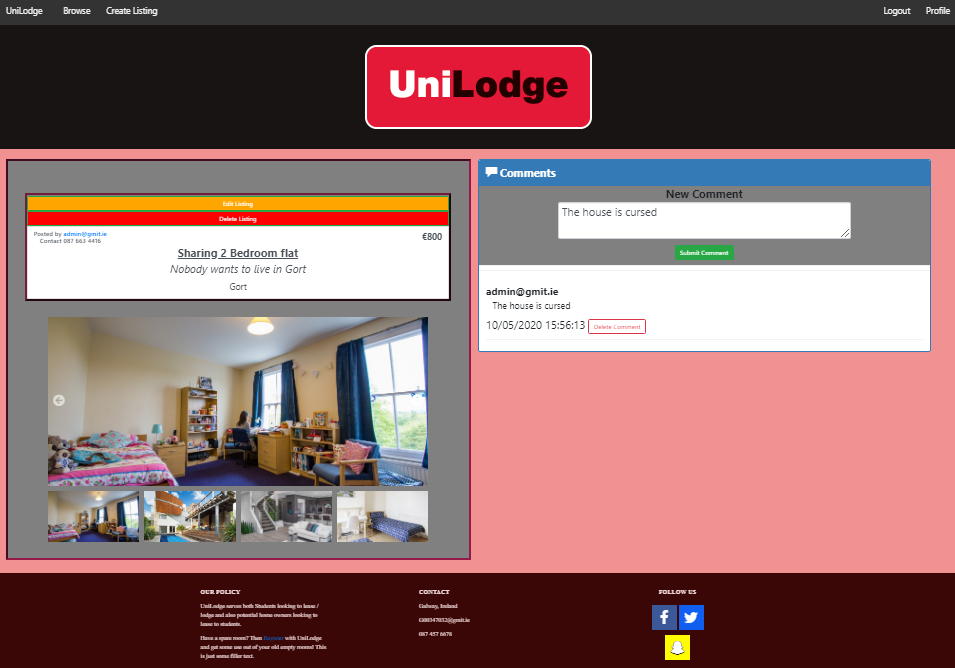 UniLodge Browse Create Listing Logout Profile
UniLodge
Edit Listing
Delete Listing
Posted by admin@gmit.ie
Contact 087 663 4416
€800
Sharing 2 Bedroom flat
Nobody wants to live in Gort
Gort
Comments
New Comment
The house is cursed
Submit Comment
admin@gmit.ie
The house is cursed
10/05/2020 15:56:13 Delete Comment
OUR POLICY
UniLodge serves both Students looking to lease /
lodge and also potential home owners looking to
lease to students.
Have a spare room? Then Register with UniLodge
and get some use out of your old empty rooms! This
is just some filler text.
CONTACT
Galway, Ireland
G00347032@gmit.ie
087 457 6678
FOLLOW US